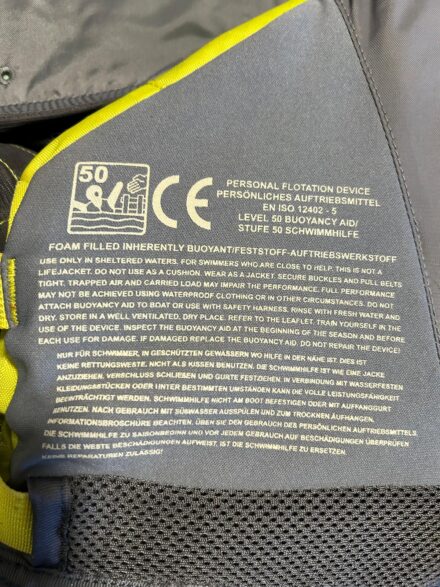 50
CE
PERSONAL FLOTATION DEVICE
PERSÖNLICHES AUFTRIEBSMITTEL
EN ISO 12402 - 5
LEVEL 50 BUOYANCY AID/
STUFE 50 SCHWIMMHILFE
FOAM FILLED INHERENTLY BUOYANT/FESTSTOFF-AUFTRIEBSWERKSTOFF
USE ONLY IN SHELTERED WATERS. FOR SWIMMERS WHO ARE CLOSE TO HELP. THIS IS NOT A
LIFEJACKET. DO NOT USE AS A CUSHION. WEAR AS A JACKET. SECURE BUCKLES AND PULL BELTS
TIGHT. TRAPPED AIR AND CARRIED LOAD MAY IMPAIR THE PERFORMANCE. FULL PERFORMANCE
MAY NOT BE ACHIEVED USING WATERPROOF CLOTHING OR IN OTHER CIRCUMSTANCES. DO NOT
ATTACH BUOYANCY AID TO BOAT OR USE WITH SAFETY HARNESS. RINSE WITH FRESH WATER AND
DRY. STORE IN A WELL VENTILATED. DRY PLACE. REFER TO THE LEAFLET. TRAIN YOURSELF IN THE
USE OF THE DEVICE. INSPECT THE BUOYANCY AID AT THE BEGINNING OF THE SEASON AND BEFORE
EACH USE FOR DAMAGE. IF DAMAGED REPLACE THE BUOYANCY AID. DO NOT REPAIR THE DEVICE!
NUR FÜR SCHWIMMER, IN GESCHÜTZTEN GEWÄSSERN WO HILFE IN DER NÄHE IST. DIES IST
KEINE RETTUNGSWESTE. NICHT ALS KISSEN BENUTZEN. DIE SCHWIMMHILFE IST WIE EINE JACKE
ANZUZIEHEN. VERSCHLUSS SCHLIEßEN UND GURTE FESTZIEHEN. IN VERBINDUNG MIT WASSERFESTEN
KLEIDUNGSSTÜCKEN ODER UNTER BESTIMMTEN UMSTÄNDEN KANN DIE VOLLE LEISTUNGSFÄHIGKEIT
BEEINTRÄCHTIGT WERDEN. SCHWIMMHILFE NICHT AM BOOT BEFESTIGEN ODER MIT AUFFANGGURT
BENUTZEN. NACH GEBRAUCH MIT SÜßWASSER AUSSPÜLEN UND ZUM TROCKNEN AUFHÄNGEN.
INFORMATIONSBROSCHÜRE BEACHTEN. ÜBEN SIE DEN GEBRAUCH DES PERSÖNLICHEN AUFTRIEBSMITTELS.
DIE SCHWIMMHILFE ZU SAISONBEGINN UND VOR JEDEM GEBRAUCH AUF BESCHÄDIGUNGEN ÜBERPRÜFEN
FALLS DIE WESTE BESCHÄDIGUNGEN AUFWEIST, IST DIE SCHWIMMHILFE ZU ERSETZEN.
KEINE REPARATUREN ZULÄSSIG!